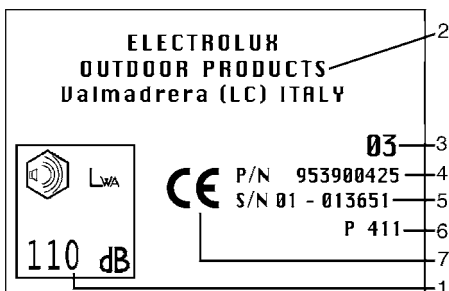 ELECTROLUX
OUTDOOR PRODUCTS
Valmadrera (LC) ITALY
2
03 3
P/N 953900425 4
S/N 01 - 013651 5
P 411 6
LWA
CE
7
110 dB
1